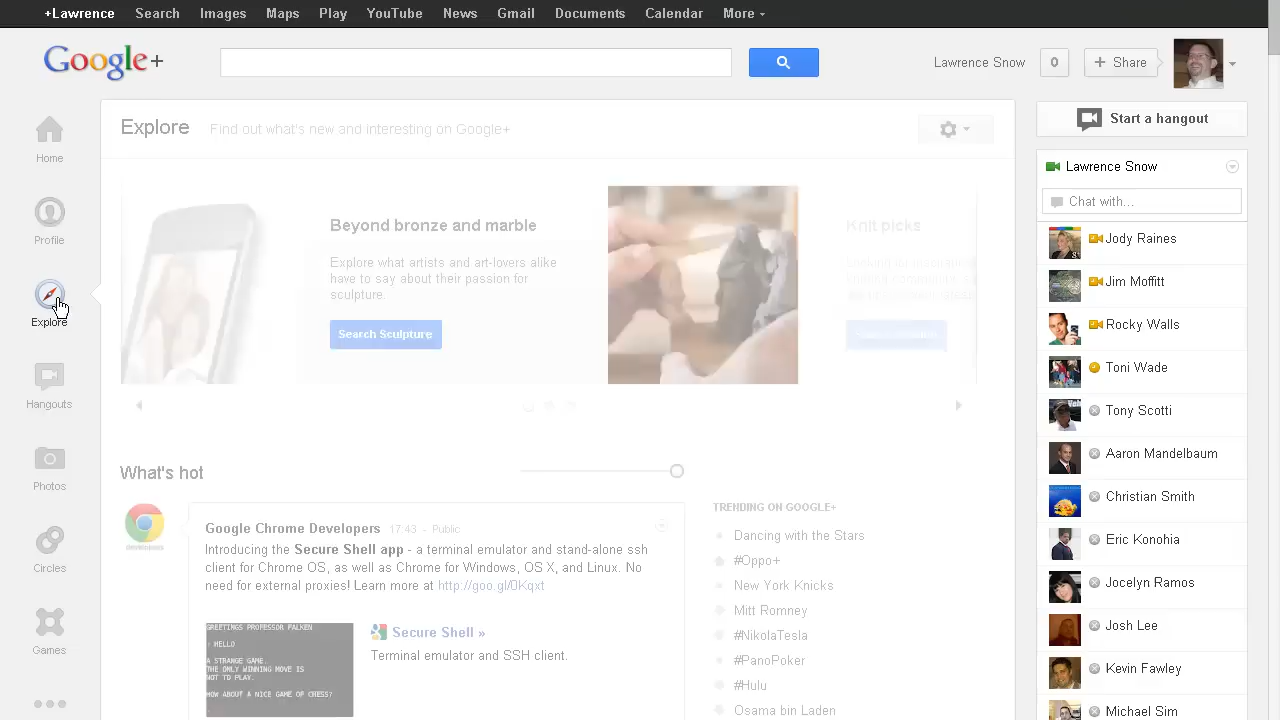 +Lawrence Search Images Maps Play YouTube News Gmail Documents Calendar More
Google+
Lawrence Snow 0 + Share
Explore Find out what's new and interesting on Google+
Start a hangout
Home
Profile
Explore
Hangouts
Photos
Circles
Games
Beyond bronze and marble
Explore what artists and art-lovers alike
have to say about their passion for
sculpture.
Search Sculpture
Knit picks
What's hot
Google Chrome Developers 17:43 - Public
Introducing the Secure Shell app - a terminal emulator and stand-alone ssh
client for Chrome OS, as well as Chrome for Windows, OS X, and Linux. No
need for external proxies! Learn more at http://goo.gl/0Kqxt
GREETINGS PROFESSOR FALKEN
HELLO
A STRANGE GAME.
THE ONLY WINNING MOVE IS
NOT TO PLAY.
HOW ABOUT A NICE GAME OF CHESS?
Secure Shell »
Terminal emulator and SSH client.
TRENDING ON GOOGLE+
Dancing with the Stars
#Oppo+
New York Knicks
Mitt Romney
#NikolaTesla
#PanoPoker
#Hulu
Osama bin Laden
Lawrence Snow
Chat with...
Jody Raines
Jim Moffitt
Walls
Toni Wade
Tony Scotti
Aaron Mandelbaum
Christian Smith
Eric Konohia
Jocelyn Ramos
Josh Lee
Michael Sim